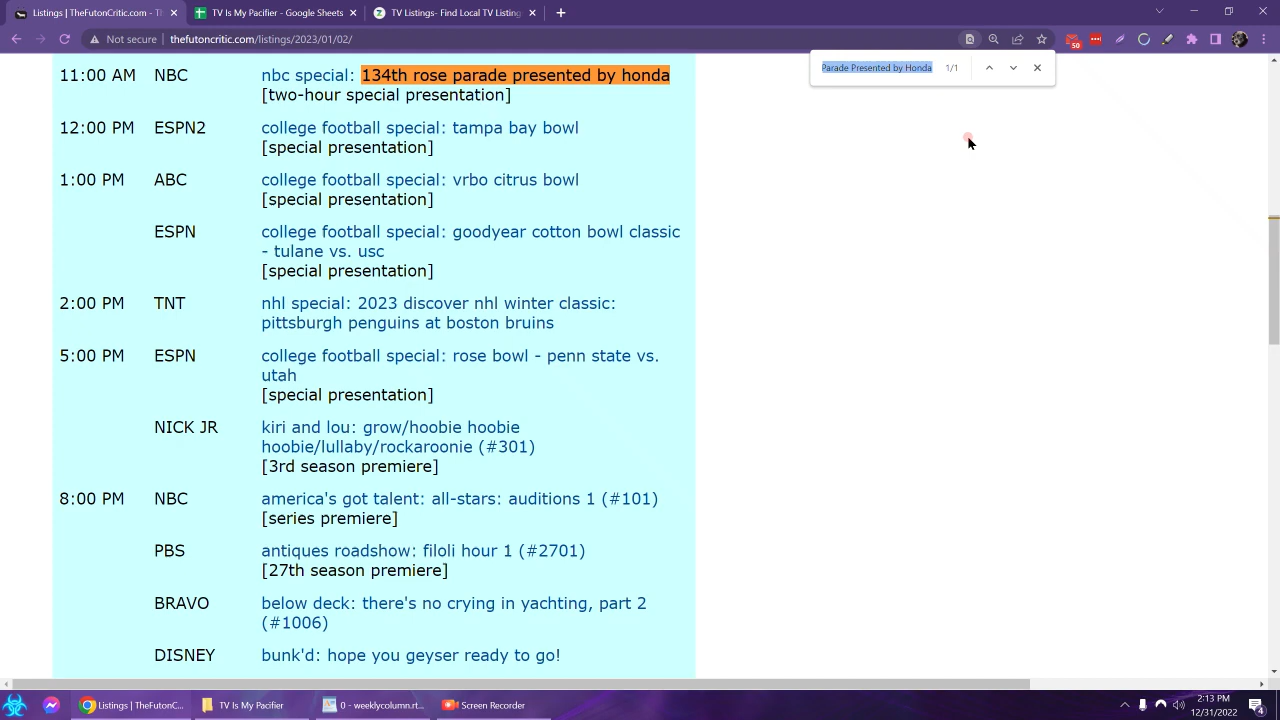 Listings | TheFutonCritic - T
TV Is My Pacifier - Google Sheets
TV Listings- Find Local TV Listing
Not secure
thefutoncritic.com/listings/2023/01/02/
50
Parade Presented by Honda
1/1
11:00 AM NBC nbc special: 134th rose parade presented by honda
[two-hour special presentation]
12:00 PM ESPN2 college football special: tampa bay bowl
[special presentation]
1:00 PM ABC college football special: vrbo citrus bowl
[special presentation]
ESPN college football special: goodyear cotton bowl classic
- tulane vs. usc
[special presentation]
2:00 PM TNT nhl special: 2023 discover nhl winter classic:
pittsburgh penguins at boston bruins
5:00 PM ESPN college football special: rose bowl - penn state vs.
utah
[special presentation]
NICK JR kiri and lou: grow/hoobie hoobie
hoobie/lullaby/rockaroonie (#301)
[3rd season premiere]
8:00 PM NBC america's got talent: all-stars: auditions 1 (#101)
[series premiere]
PBS antiques roadshow: filoli hour 1 (#2701)
[27th season premiere]
BRAVO below deck: there's no crying in yachting, part 2
(#1006)
DISNEY bunk'd: hope you geyser ready to go!
Listings | TheFutonC...
TV Is My Pacifier
0 - weeklycolumn.rt...
Screen Recorder
2:13 PM
12/31/2022
4